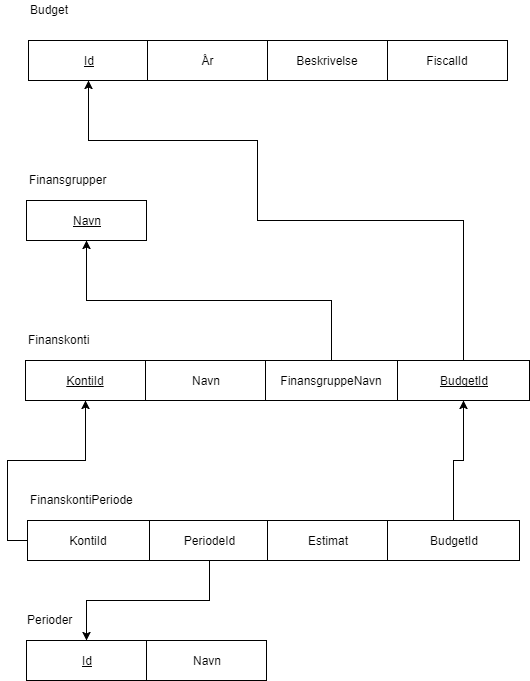 Budget
Id År Beskrivelse FiscalId
Finansgrupper
Navn
Finanskonti
KontiId Navn FinansgruppeNavn BudgetId
FinanskontiPeriode
KontiId PeriodeId Estimat BudgetId
Perioder
Id Navn